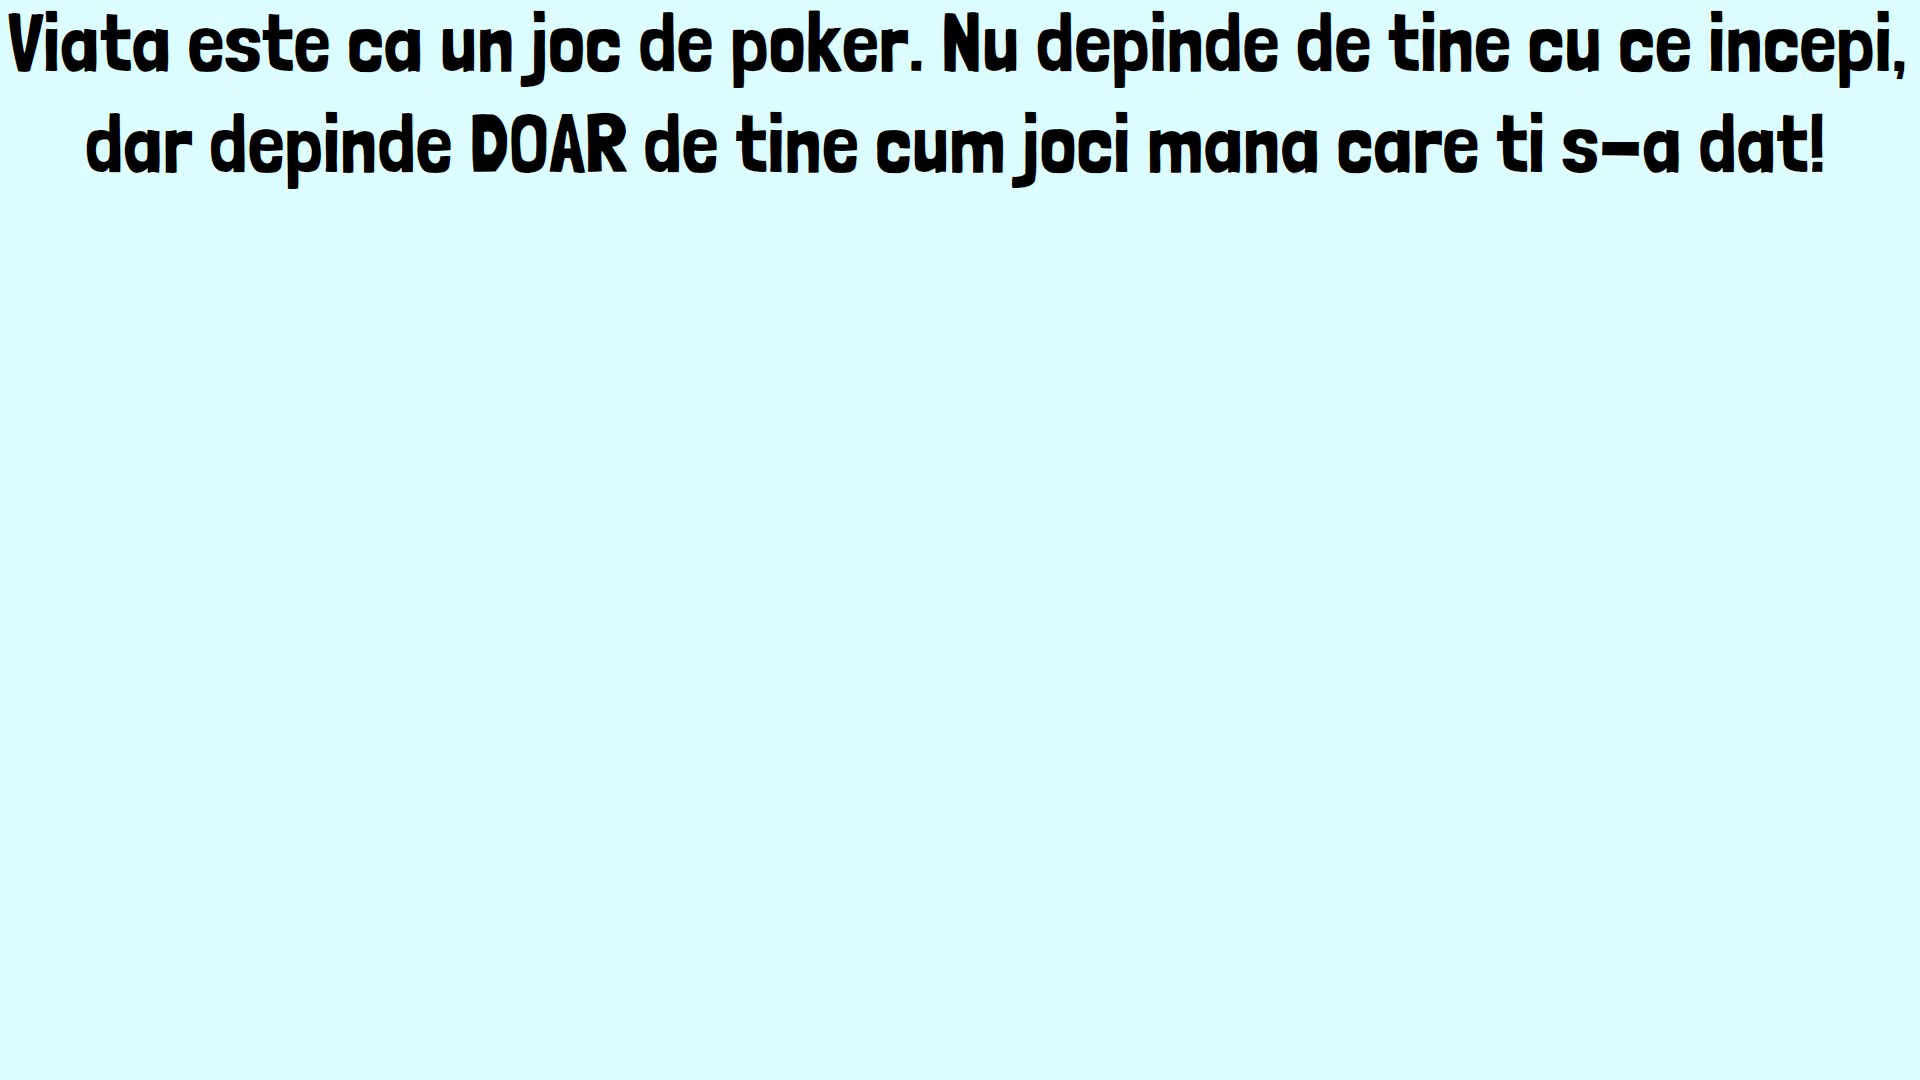 Viata este ca un joc de poker. Nu depinde de tine cu ce incepi,
dar depinde DOAR de tine cum joci mana care ti s-a dat!